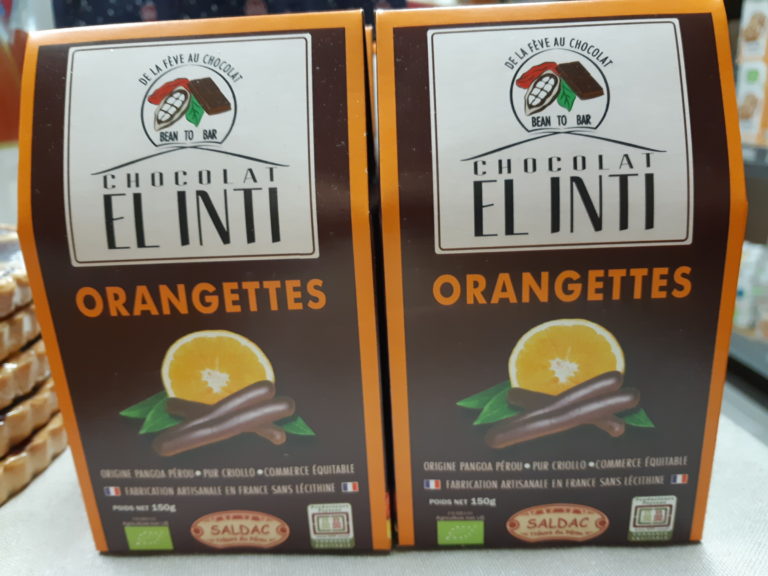 DE LA FÈVE AU CHOCOLAT
BEAN TO BAR
CHOCOLAT
EL INTI
ORANGETTES
ORIGINE PANGOA PÉROU • PUR CRIOLLO • COMMERCE ÉQUITABLE
FABRICATION ARTISANALE EN FRANCE SANS LÉCITHINE
POIDS NET 150g
SALDAC
DE LA FÈVE AU CHOCOLAT
BEAN TO BAR
CHOCOLAT
EL INTI
ORANGETTES
ORIGINE PANGOA PÉROU • PUR CRIOLLO • COMMERCE ÉQUITABLE
FABRICATION ARTISANALE EN FRANCE SANS LÉCITHINE
POIDS NET 150g
SALDAC